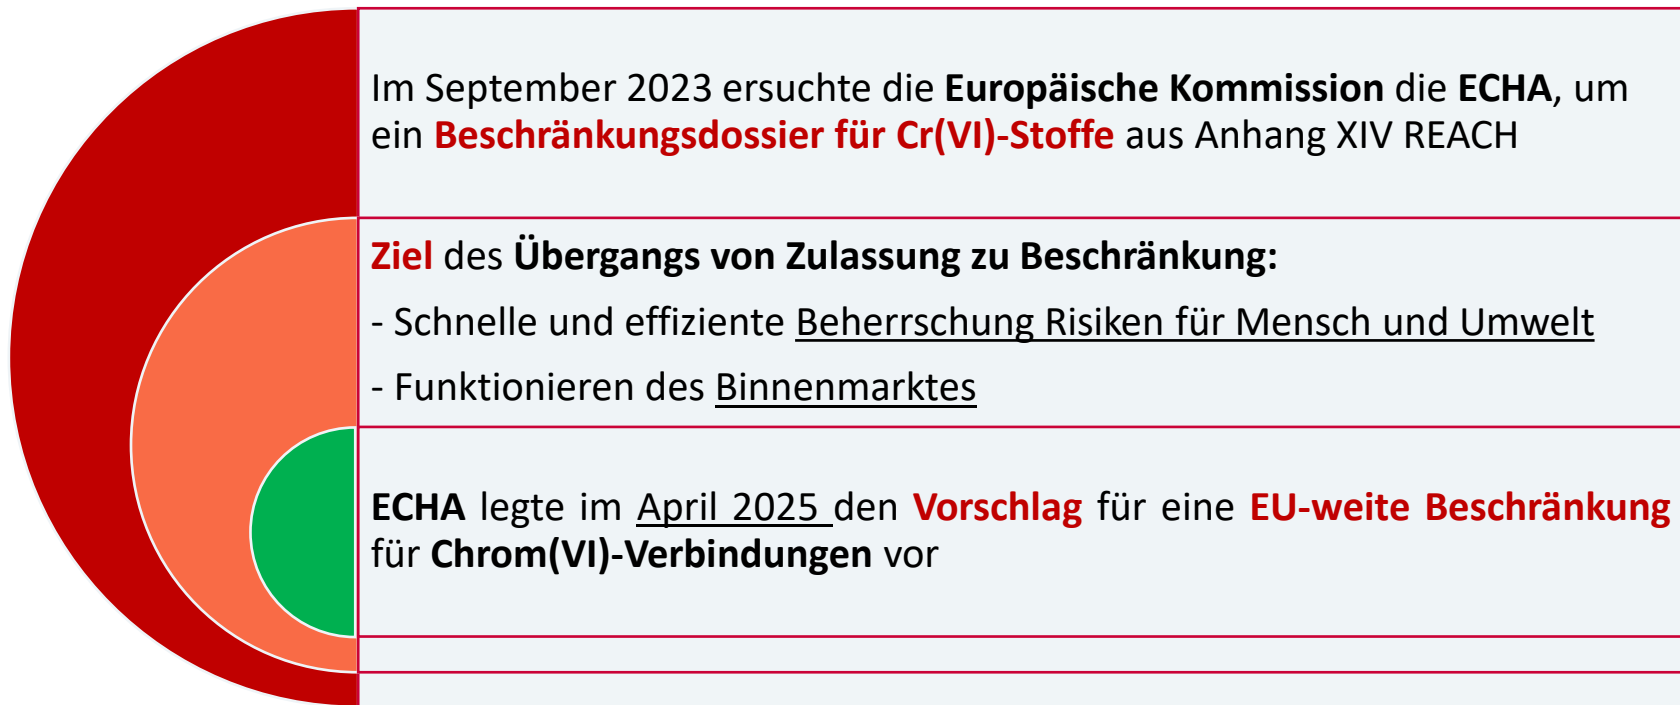 Im September 2023 ersuchte die Europäische Kommission die ECHA, um
ein Beschränkungsdossier für Cr(VI)-Stoffe aus Anhang XIV REACH
Ziel des Übergangs von Zulassung zu Beschränkung:
- Schnelle und effiziente Beherrschung Risiken für Mensch und Umwelt
- Funktionieren des Binnenmarktes
ECHA legte im April 2025 den Vorschlag für eine EU-weite Beschränkung
für Chrom(VI)-Verbindungen vor